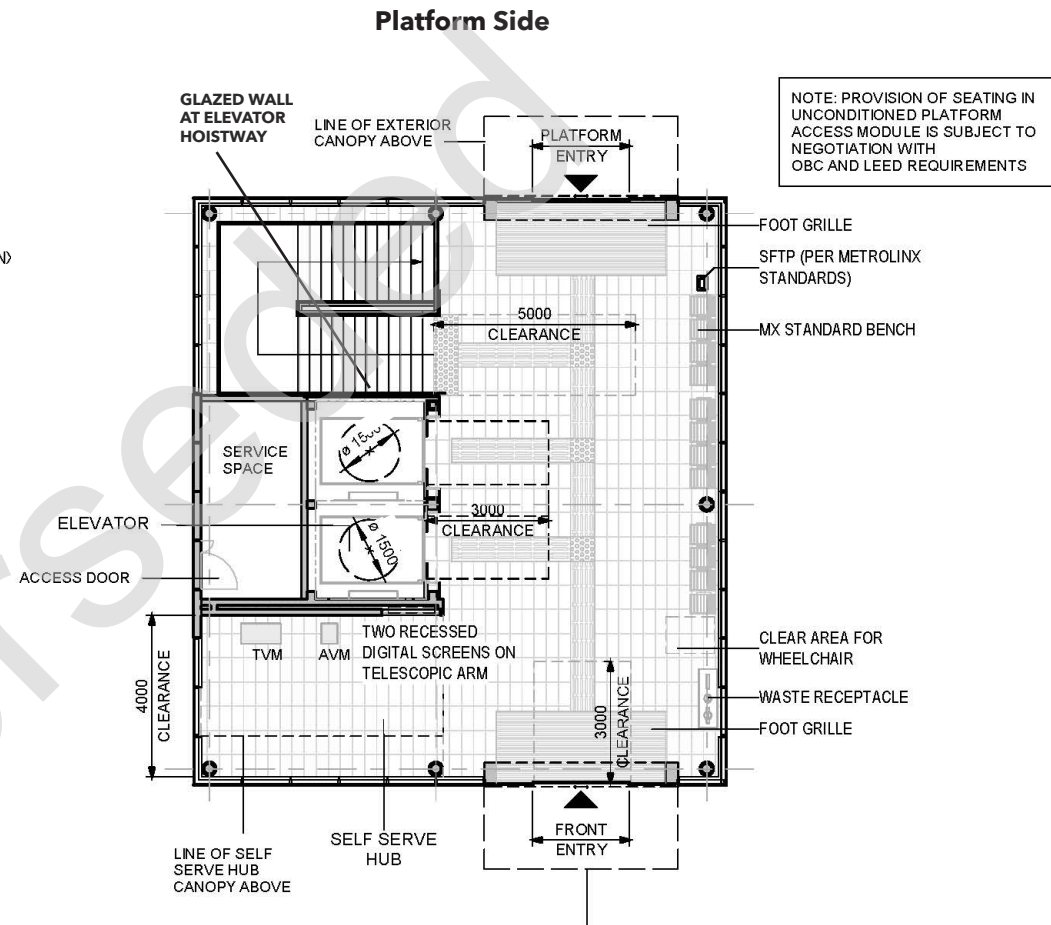 Platform Side
GLAZED WALL
AT ELEVATOR
HOISTWAY
LINE OF EXTERIOR
CANOPY ABOVE
PLATFORM
ENTRY
NOTE: PROVISION OF SEATING IN
UNCONDITIONED PLATFORM
ACCESS MODULE IS SUBJECT TO
NEGOTIATION WITH
OBC AND LEED REQUIREMENTS
FOOT GRILLE
SFTP (PER METROLINX
STANDARDS)
MX STANDARD BENCH
5000
CLEARANCE
SERVICE
SPACE
ø 1500
ELEVATOR
3000
CLEARANCE
ø 1500
ACCESS DOOR
TVM
AVM
TWO RECESSED
DIGITAL SCREENS ON
TELESCOPIC ARM
CLEAR AREA FOR
WHEELCHAIR
WASTE RECEPTACLE
FOOT GRILLE
4000
CLEARANCE
3000
CLEARANCE
LINE OF SELF
SERVE HUB
CANOPY ABOVE
SELF SERVE
HUB
FRONT
ENTRY